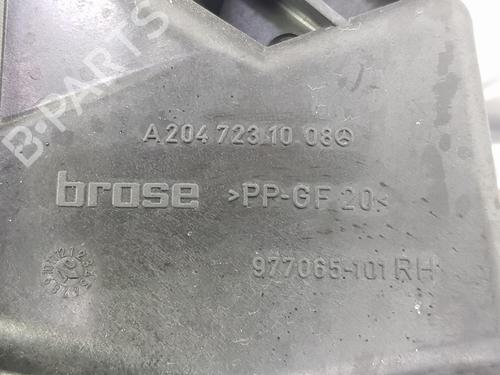 B-PARTS
A 204 723 10 08
brose >PP-GF 20<
977065-101 RH